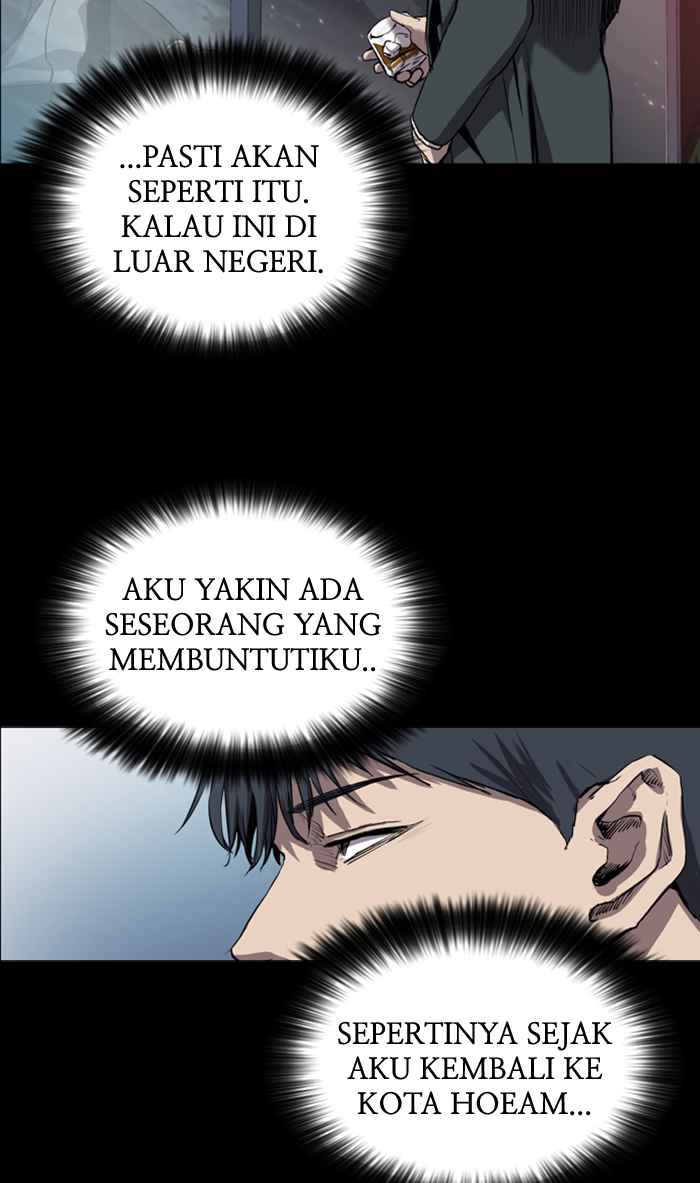 ...PASTI AKAN
SEPERTI ITU.
KALAU INI DI
LUAR NEGERI.
AKU YAKIN ADA
SESEORANG YANG
MEMBUNTUTIKU..
SEPERTINYA SEJAK
AKU KEMBALI KE
KOTA HOEAM...